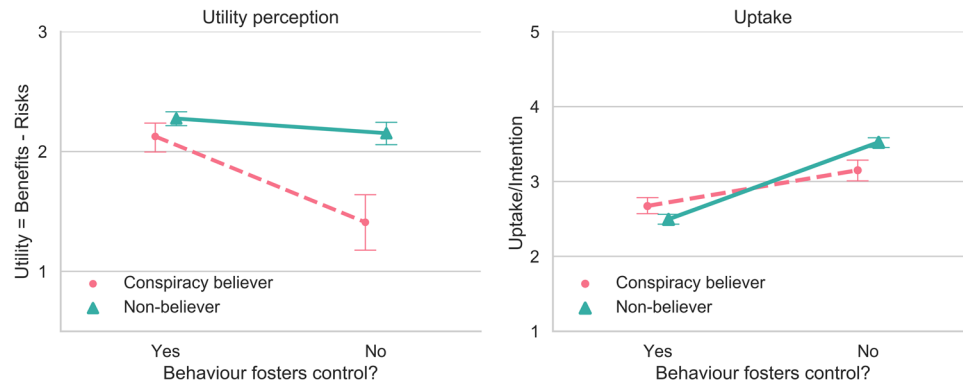 Utility perception
3
2
1
Utility = Benefits - Risks
Conspiracy believer
Non-believer
Yes
No
Behaviour fosters control?
Uptake
5
4
3
2
1
Uptake/Intention
Conspiracy believer
Non-believer
Yes
No
Behaviour fosters control?